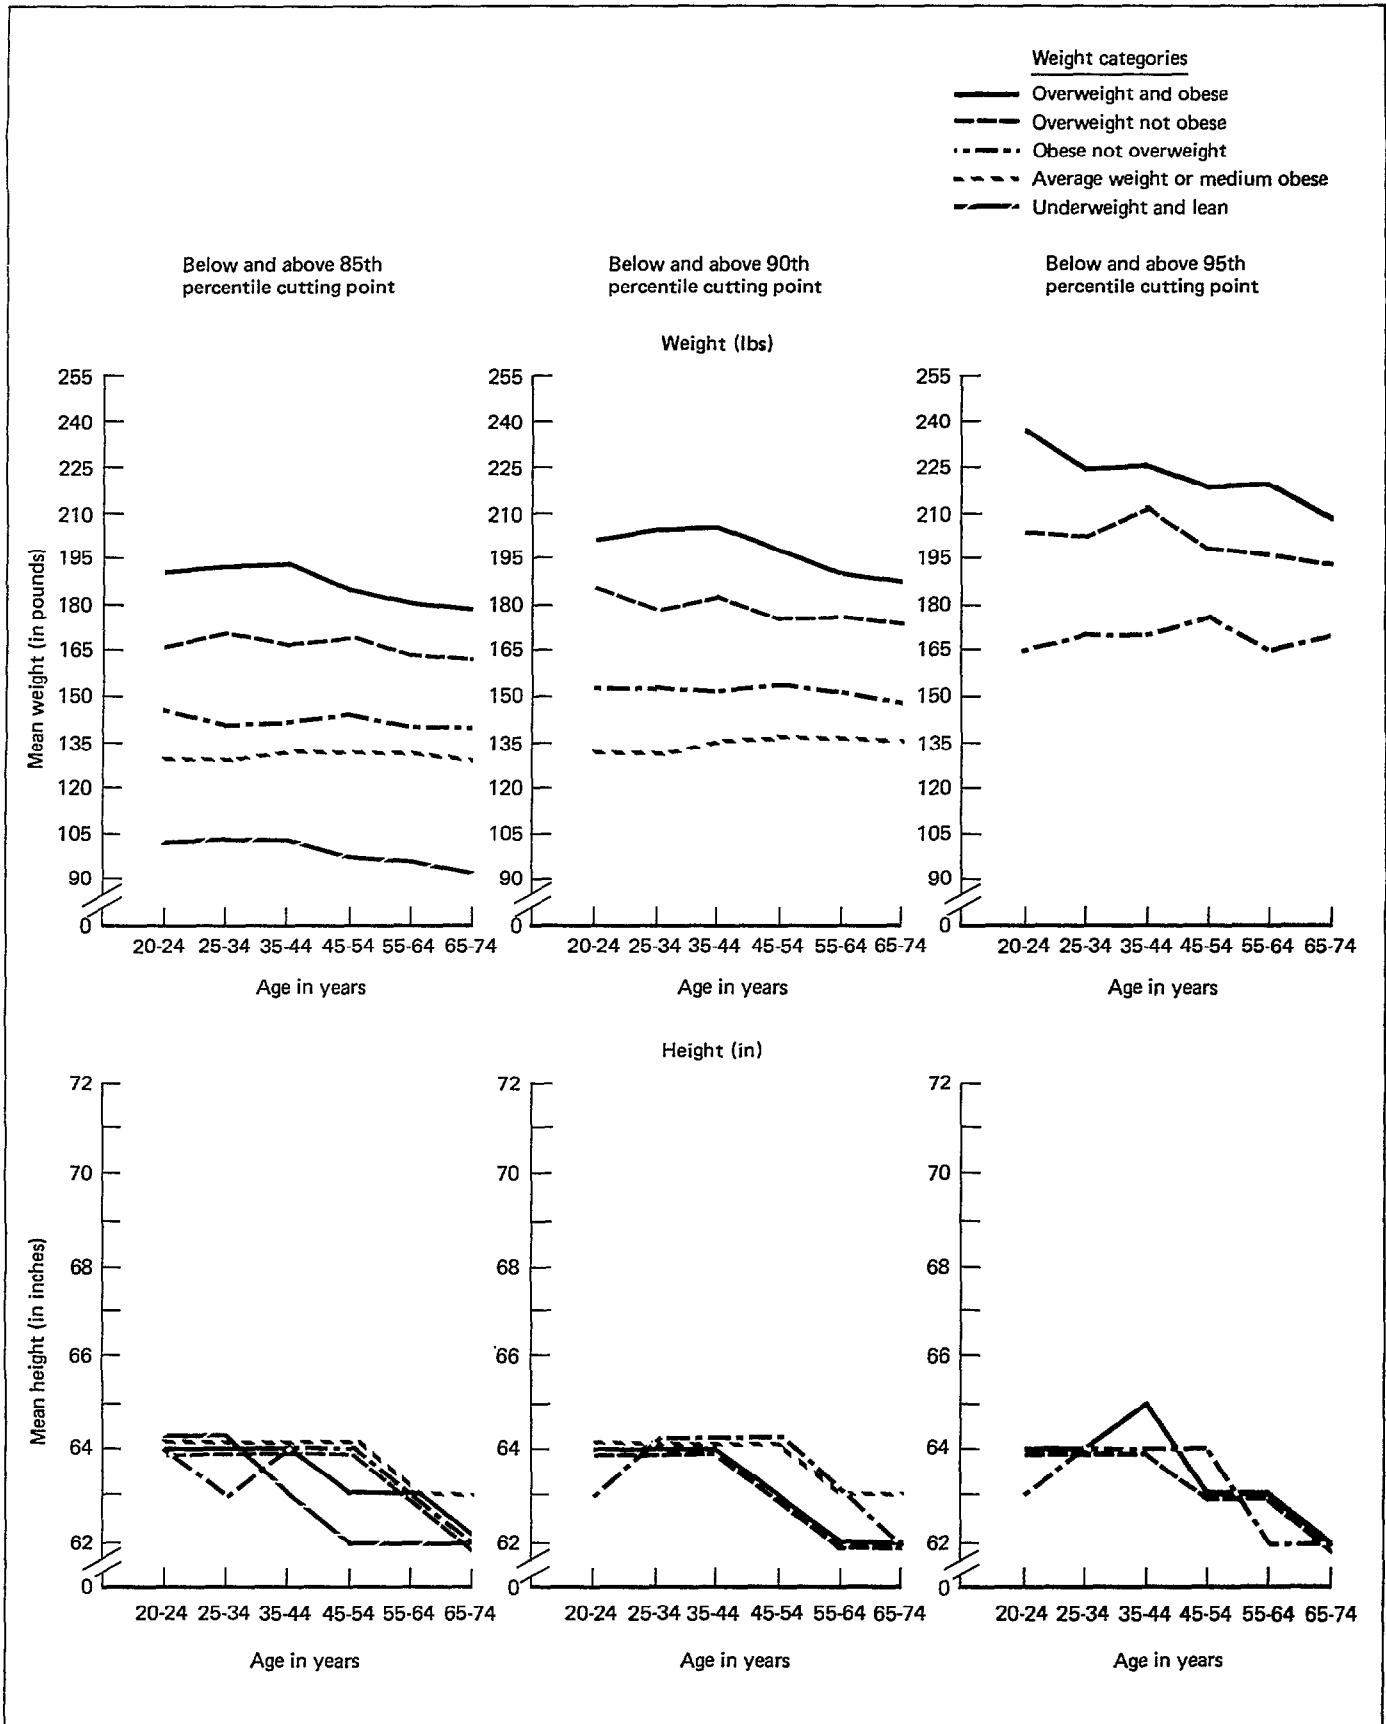 Weight categories
Overweight and obese
Overweight not obese
Obese not overweight
Average weight or medium obese
Underweight and lean
Below and above 85th
percentile cutting point
Below and above 90th
percentile cutting point
Below and above 95th
percentile cutting point
Weight (lbs)
Mean weight (in pounds)
255
240
225
210
195
180
165
150
135
120
105
90
0
20-24 25-34 35-44 45-54 55-64 65-74
Age in years
255
240
225
210
195
180
165
150
135
120
105
90
0
20-24 25-34 35-44 45-54 55-64 65-74
Age in years
255
240
225
210
195
180
165
150
135
120
105
90
0
20-24 25-34 35-44 45-54 55-64 65-74
Age in years
Height (in)
Mean height (in inches)
72
70
68
66
64
62
0
20-24 25-34 35-44 45-54 55-64 65-74
Age in years
72
70
68
66
64
62
0
20-24 25-34 35-44 45-54 55-64 65-74
Age in years
72
70
68
66
64
62
0
20-24 25-34 35-44 45-54 55-64 65-74
Age in years